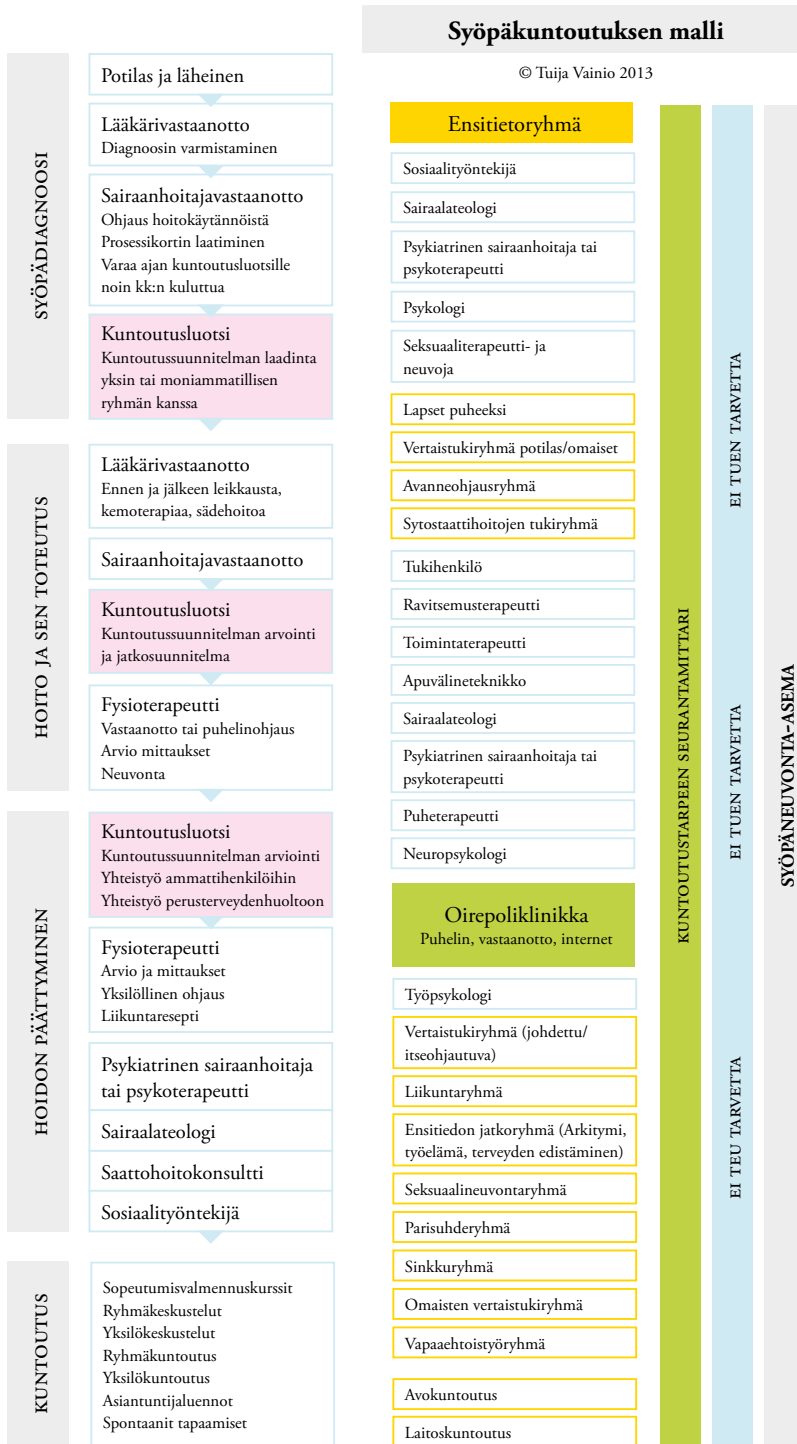 Syöpäkuntoutuksen malli
© Tuija Vainio 2013
SYÖPÄDIAGNOOSI
Potilas ja läheinen
Lääkärivastaanotto
Diagnoosin varmistaminen
Sairaanhoitajavastaanotto
Ohjaus hoitokäytännöistä
Prosessikortin laatiminen
Varaa ajan kuntoutusluotsille
noin kk:n kuluttua
Kuntoutusluotsi
Kuntoutussuunnitelman laadinta
yksin tai moniammatillisen
ryhmän kanssa
HOITO JA SEN TOTEUTUS
Lääkärivastaanotto
Ennen ja jälkeen leikkausta,
kemoterapiaa, sädehoitoa
Sairaanhoitajavastaanotto
Kuntoutusluotsi
Kuntoutussuunnitelman arvointi
ja jatkosuunnitelma
Fysioterapeutti
Vastaanotto tai puhelinohjaus
Arvio mittaukset
Neuvonta
HOIDON PÄÄTTYMINEN
Kuntoutusluotsi
Kuntoutussuunnitelman arviointi
Yhteistyö ammattihenkilöihin
Yhteistyö perusterveydenhuoltoon
Fysioterapeutti
Arvio ja mittaukset
Yksilöllinen ohjaus
Liikuntaresepti
Psykiatrinen sairaanhoitaja
tai psykoterapeutti
Sairaalateologi
Saattohoitokonsultti
Sosiaalityöntekijä
KUNTOUTUS
Sopeutumisvalmennuskurssit
Ryhmäkeskustelut
Yksilökeskustelut
Ryhmäkuntoutus
Yksilökuntoutus
Asiantuntijaluennot
Spontaanit tapaamiset
Ensitietoryhmä
Sosiaalityöntekijä
Sairaalateologi
Psykiatrinen sairaanhoitaja tai
psykoterapeutti
Psykologi
Seksuaaliterapeutti- ja
neuvoja
Lapset puheeksi
Vertaistukiryhmä potilas/omaiset
Avanneohjausryhmä
Sytostaattihoitojen tukiryhmä
Tukihenkilö
Ravitsemusterapeutti
Toimintaterapeutti
Apuvälineteknikko
Sairaalateologi
Psykiatrinen sairaanhoitaja tai
psykoterapeutti
Puheterapeutti
Neuropsykologi
Oirepoliklinikka
Puhelin, vastaanotto, internet
Työpsykologi
Vertaistukiryhmä (johdettu/
itseohjautuva)
Liikuntaryhmä
Ensitiedon jatkoryhmä (Arkitymi,
työelämä, terveyden edistäminen)
Seksuaalineuvontaryhmä
Parisuhderyhmä
Sinkkuryhmä
Omaisten vertaistukiryhmä
Vapaaehtoistyöryhmä
Avokuntoutus
Laitoskuntoutus
KUNTOUTUSTARPEEN SEURANTAMITTARI
EI TUEN TARVETTA
EI TUEN TARVETTA
EI TEU TARVETTA
SYÖPÄNEUVONTA-ASEMA